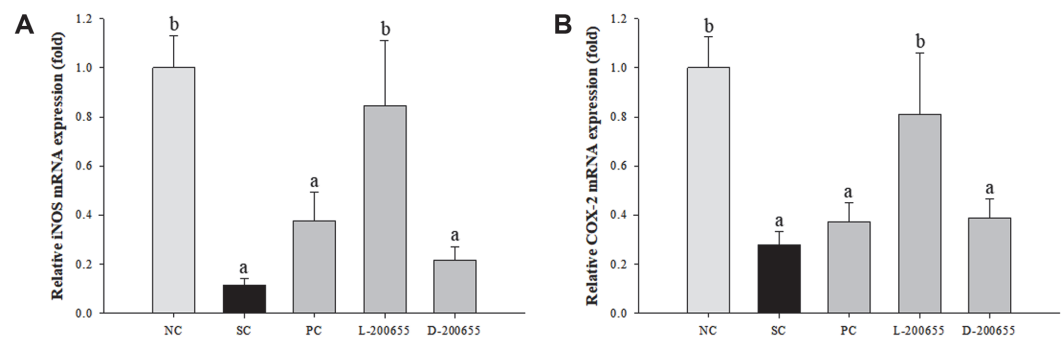 A
Relative iNOS mRNA expression (fold)
1.2
1.0
0.8
0.6
0.4
0.2
0.0
b
a
a
b
a
NC SC PC L-200655 D-200655
B
Relative COX-2 mRNA expression (fold)
1.2
1.0
0.8
0.6
0.4
0.2
0.0
b
a
a
b
a
NC SC PC L-200655 D-200655